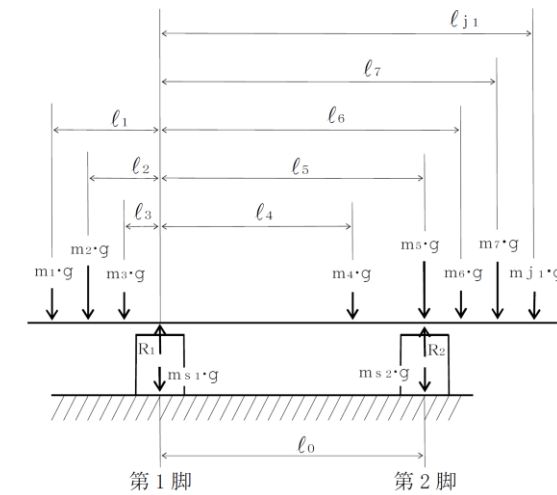 ℓj1
ℓ7
ℓ1 ℓ6
ℓ2 ℓ5
ℓ3 ℓ4
m1・g m2・g m3・g m4・g m5・g m6・g m7・g mj1・g
R1 R2
ms1・g ms2・g
ℓ0
第1脚 第2脚